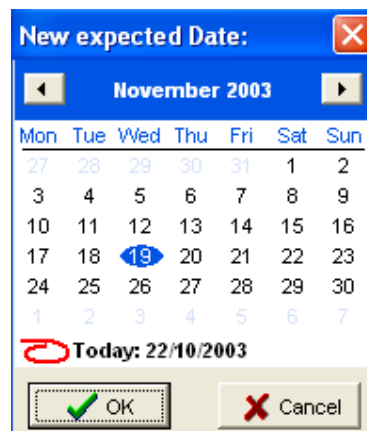 New expected Date:
November 2003
Mon Tue Wed Thu Fri Sat Sun
27 28 29 30 31 1 2
3 4 5 6 7 8 9
10 11 12 13 14 15 16
17 18 19 20 21 22 23
24 25 26 27 28 29 30
1 2 3 4 5 6 7
Today: 22/10/2003
OK Cancel